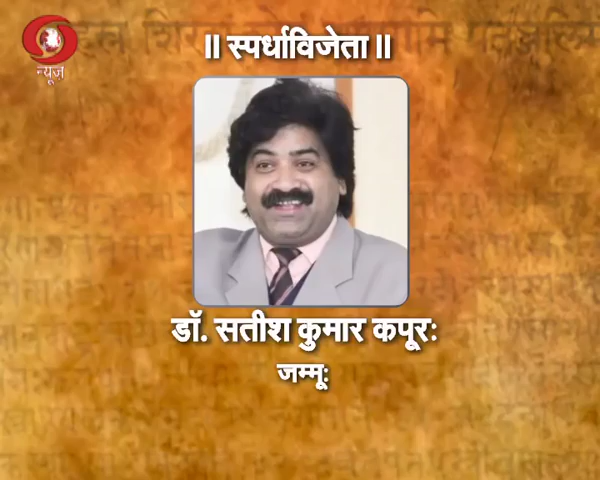 न्यूज़
॥ स्पर्धाविजेता ॥
डॉ. सतीश कुमार कपूरः
जम्मूः